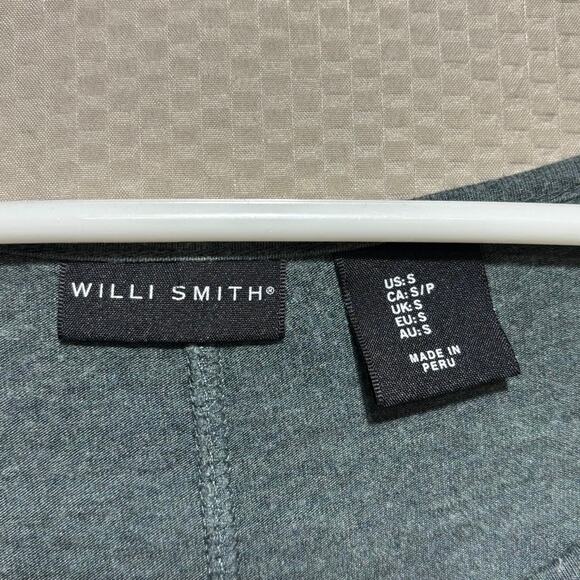 WILLI SMITH®
US: S
CA: S/P
UK: S
EU: S
AU: S
MADE IN
PERU